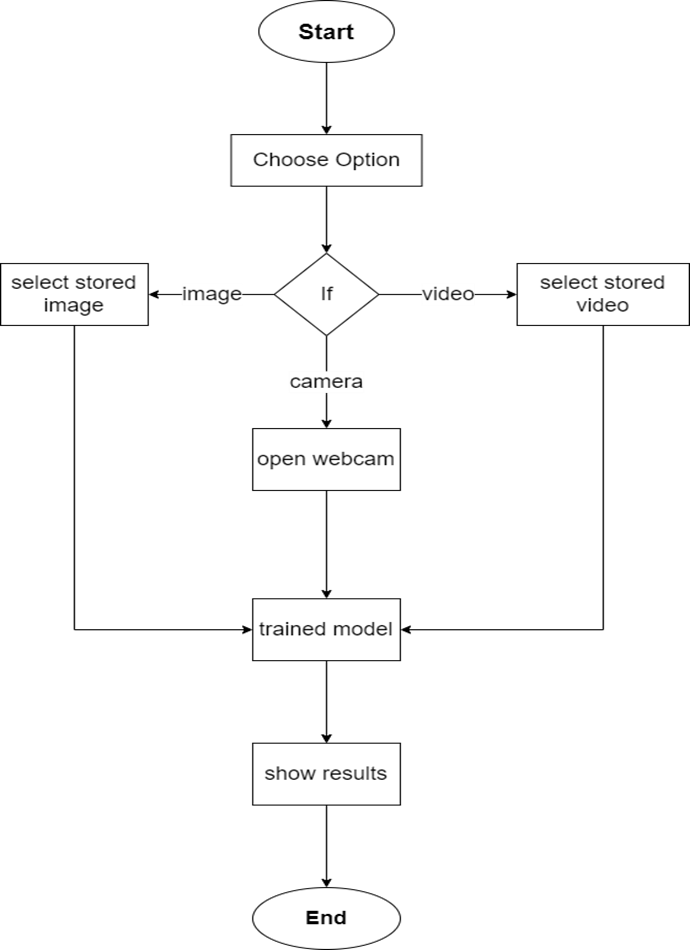 Start
Choose Option
select stored
image
image
If
video
select stored
video
camera
open webcam
trained model
show results
End